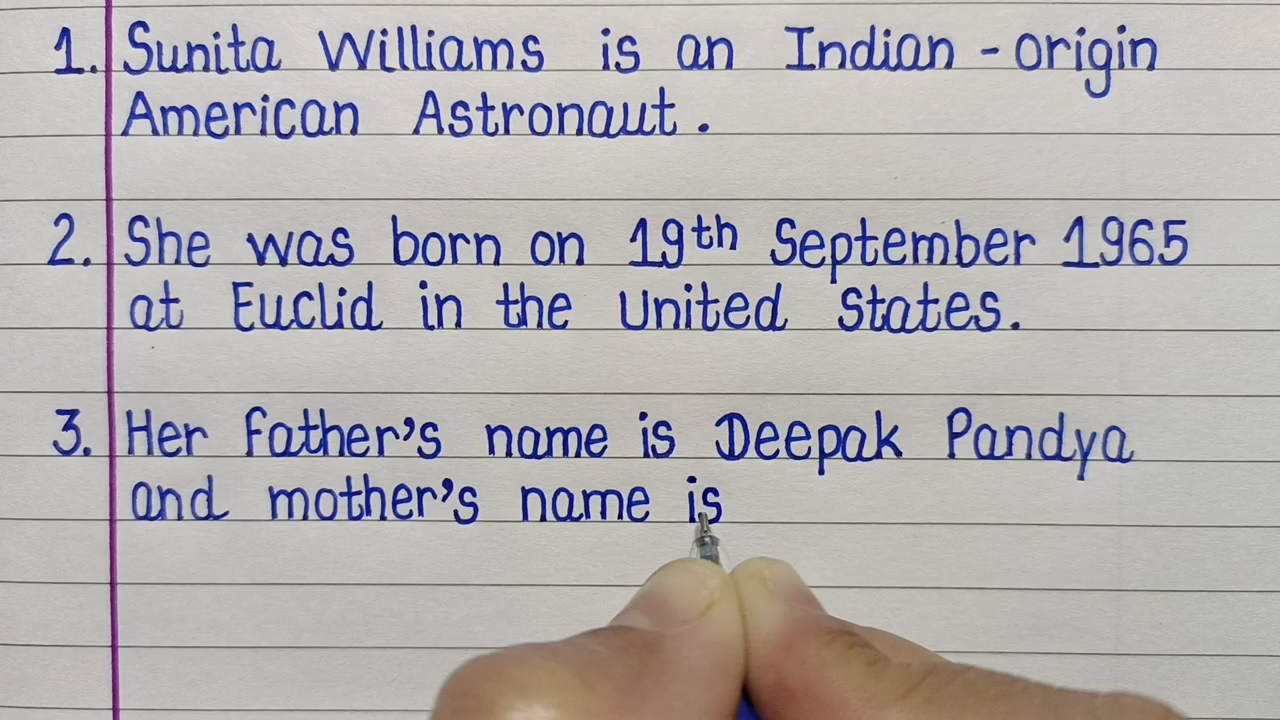 1. Sunita Williams is an Indian - origin
American Astronaut.
2. She was born on 19th September 1965
at Euclid in the United States.
3. Her father's name is Deepak Pandya
and mother's name is